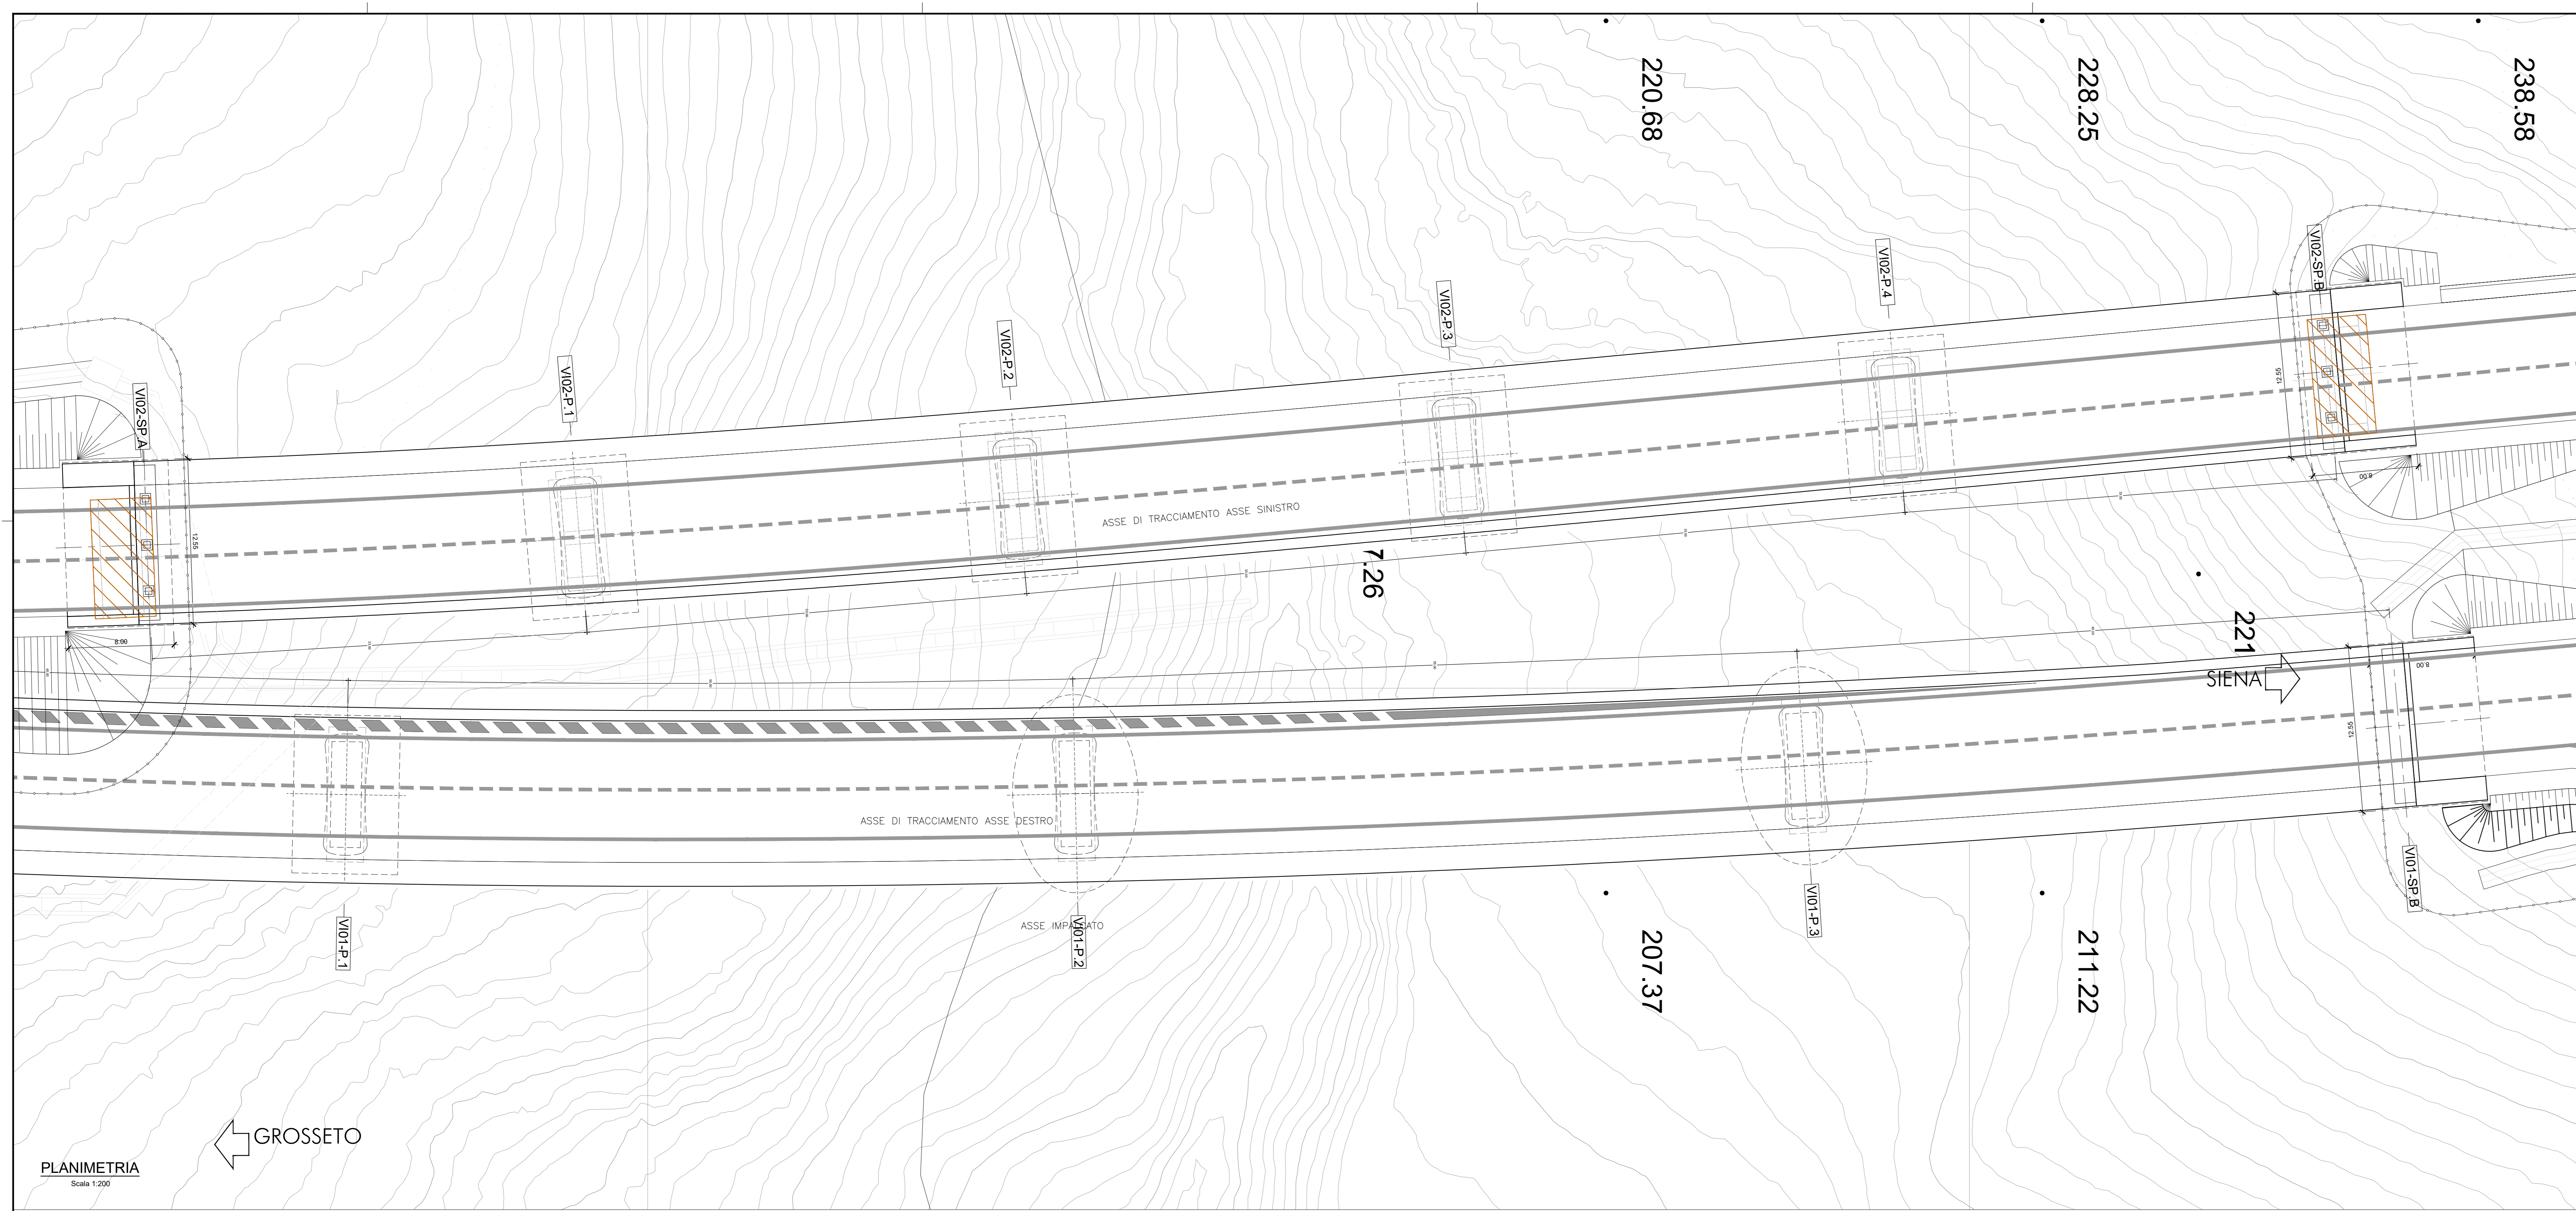 220.68
228.25
238.58
VI02-SP.A
VI02-P.1
VI02-P.2
VI02-P.3
VI02-P.4
VI02-SP.B
12.55
12.55
8.00
8.00
ASSE DI TRACCIAMENTO ASSE SINISTRO
7.26
221
SIENA
8.00
12.55
ASSE DI TRACCIAMENTO ASSE DESTRO
ASSE IMPALCATO
VI01-P.1
VI01-P.2
VI01-P.3
VI01-SP.B
207.37
211.22
GROSSETO
PLANIMETRIA
Scala 1:200